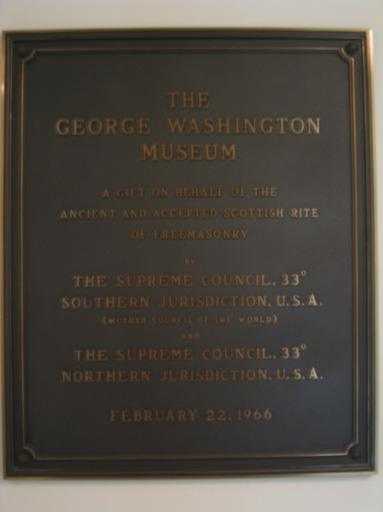 THE
GEORGE WASHINGTON
MUSEUM
A GIFT ON BEHALF OF THE
ANCIENT AND ACCEPTED SCOTTISH RITE
OF FREEMASONRY
BY
THE SUPREME COUNCIL, 33°
SOUTHERN JURISDICTION, U.S.A.
(MOTHER COUNCIL OF THE WORLD)
AND
THE SUPREME COUNCIL, 33°
NORTHERN JURISDICTION, U.S.A.
FEBRUARY 22, 1966